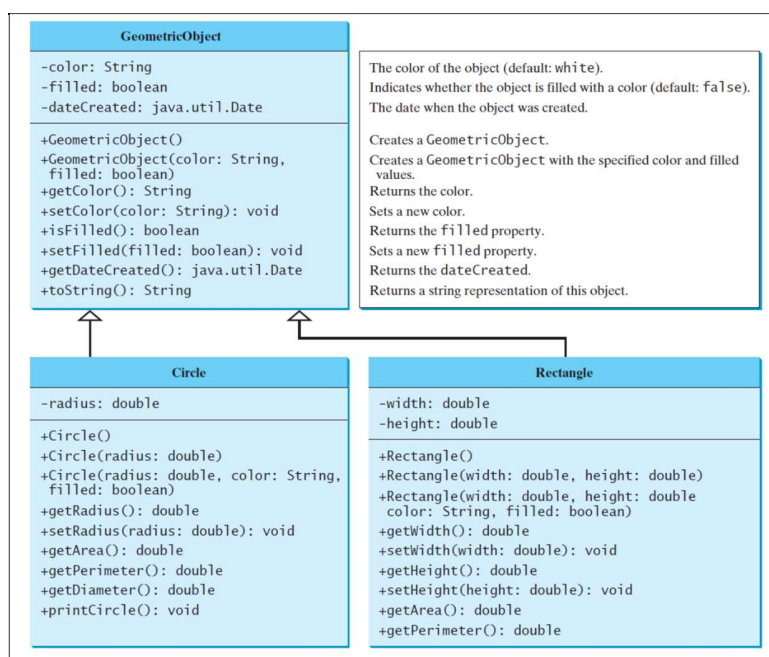 GeometricObject
-color: String
-filled: boolean
-dateCreated: java.util.Date
+GeometricObject()
+GeometricObject(color: String,
filled: boolean)
+getColor(): String
+setColor(color: String): void
+isFilled(): boolean
+setFilled(filled: boolean): void
+getDateCreated(): java.util.Date
+toString(): String
The color of the object (default: white).
Indicates whether the object is filled with a color (default: false).
The date when the object was created.
Creates a GeometricObject.
Creates a GeometricObject with the specified color and filled
values.
Returns the color.
Sets a new color.
Returns the filled property.
Sets a new filled property.
Returns the dateCreated.
Returns a string representation of this object.
Circle
-radius: double
+Circle()
+Circle(radius: double)
+Circle(radius: double, color: String,
filled: boolean)
+getRadius(): double
+setRadius(radius: double): void
+getArea(): double
+getPerimeter(): double
+getDiameter(): double
+printCircle(): void
Rectangle
-width: double
-height: double
+Rectangle()
+Rectangle(width: double, height: double)
+Rectangle(width: double, height: double
color: String, filled: boolean)
+getWidth(): double
+setWidth(width: double): void
+getHeight(): double
+setHeight(height: double): void
+getArea(): double
+getPerimeter(): double